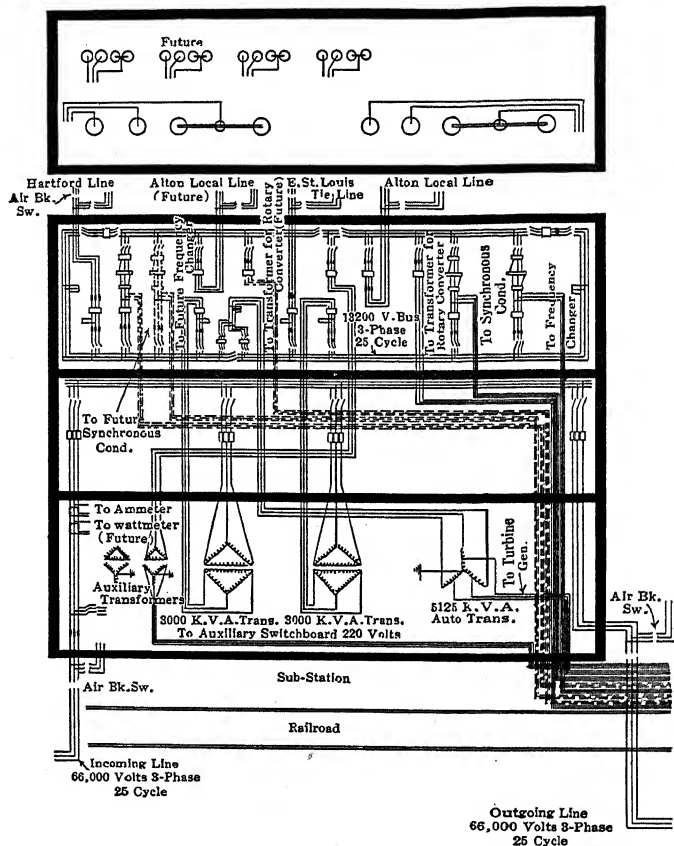 Future
Hartford Line
Air Bk.
Sw.
Alton Local Line
(Future)
E.St.Louis
Tie Line
Alton Local Line
To Future Frequency
Changer
To Transformer for Rotary
Converter (Future)
13200 V. Bus
3-Phase
25 Cycle
To Transformer for
Rotary Converter
To Synchronous
Cond.
To Frequency
Changer
To Futur
Synchronous
Cond.
To Ammeter
To wattmeter
(Future)
Auxiliary
Transformers
3000 K.V.A.Trans.
3000 K.V.A.Trans.
To Auxiliary Switchboard 220 Volts
5125 K.V.A.
Auto Trans.
To Turbine
Gen.
Air Bk.
Sw.
Air Bk.Sw.
Sub-Station
Railroad
Incoming Line
66,000 Volts 3-Phase
25 Cycle
Outgoing Line
66,000 Volts 3-Phase
25 Cycle